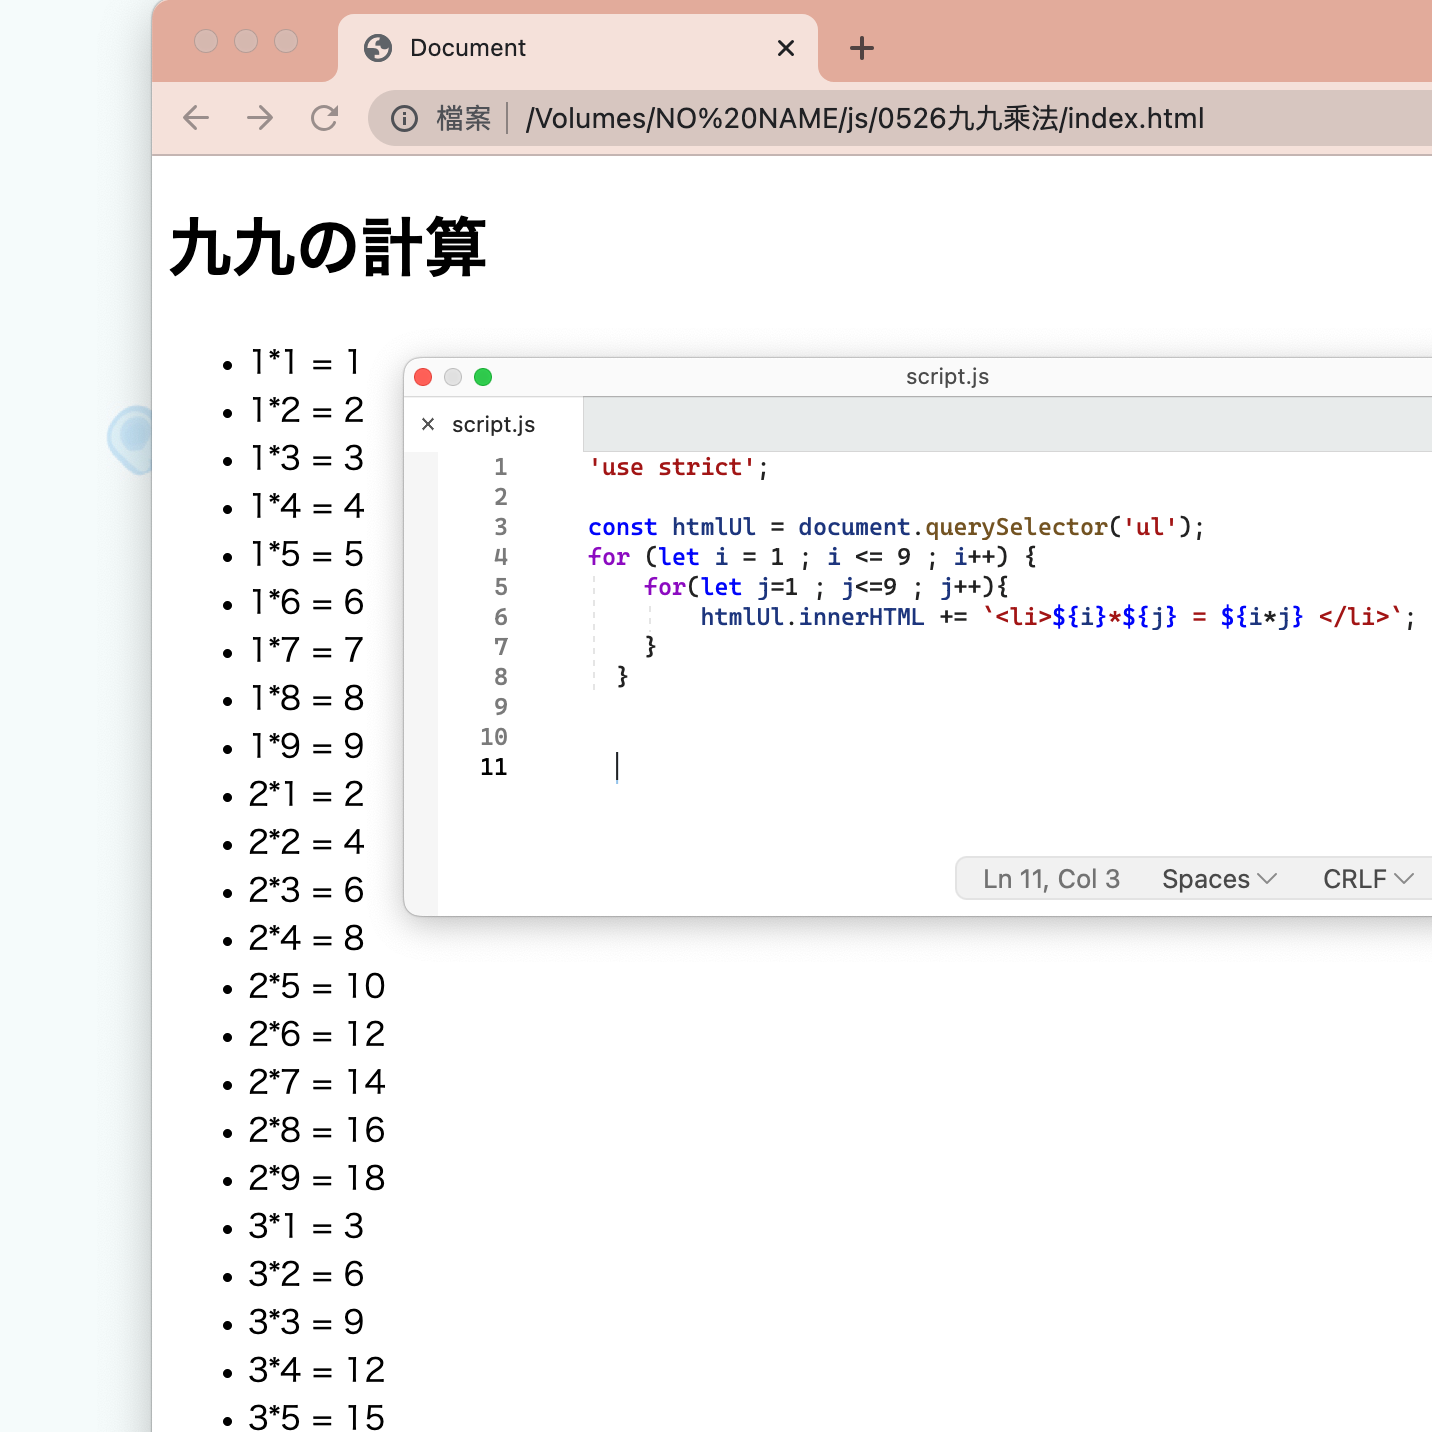 Document
檔案 /Volumes/NO%20NAME/js/0526九九乘法/index.html
九九の計算
1*1 = 1
1*2 = 2
1*3 = 3
1*4 = 4
1*5 = 5
1*6 = 6
1*7 = 7
1*8 = 8
1*9 = 9
2*1 = 2
2*2 = 4
2*3 = 6
2*4 = 8
2*5 = 10
2*6 = 12
2*7 = 14
2*8 = 16
2*9 = 18
3*1 = 3
3*2 = 6
3*3 = 9
3*4 = 12
3*5 = 15
script.js
script.js
1 'use strict';
2
3 const htmlUl = document.querySelector('ul');
4 for (let i = 1 ; i <= 9 ; i++) {
5 for(let j=1 ; j<=9 ; j++){
6 htmlUl.innerHTML += `<li>${i}*${j} = ${i*j} </li>`;
7 }
8 }
9
10
11
Ln 11, Col 3 Spaces CRLF